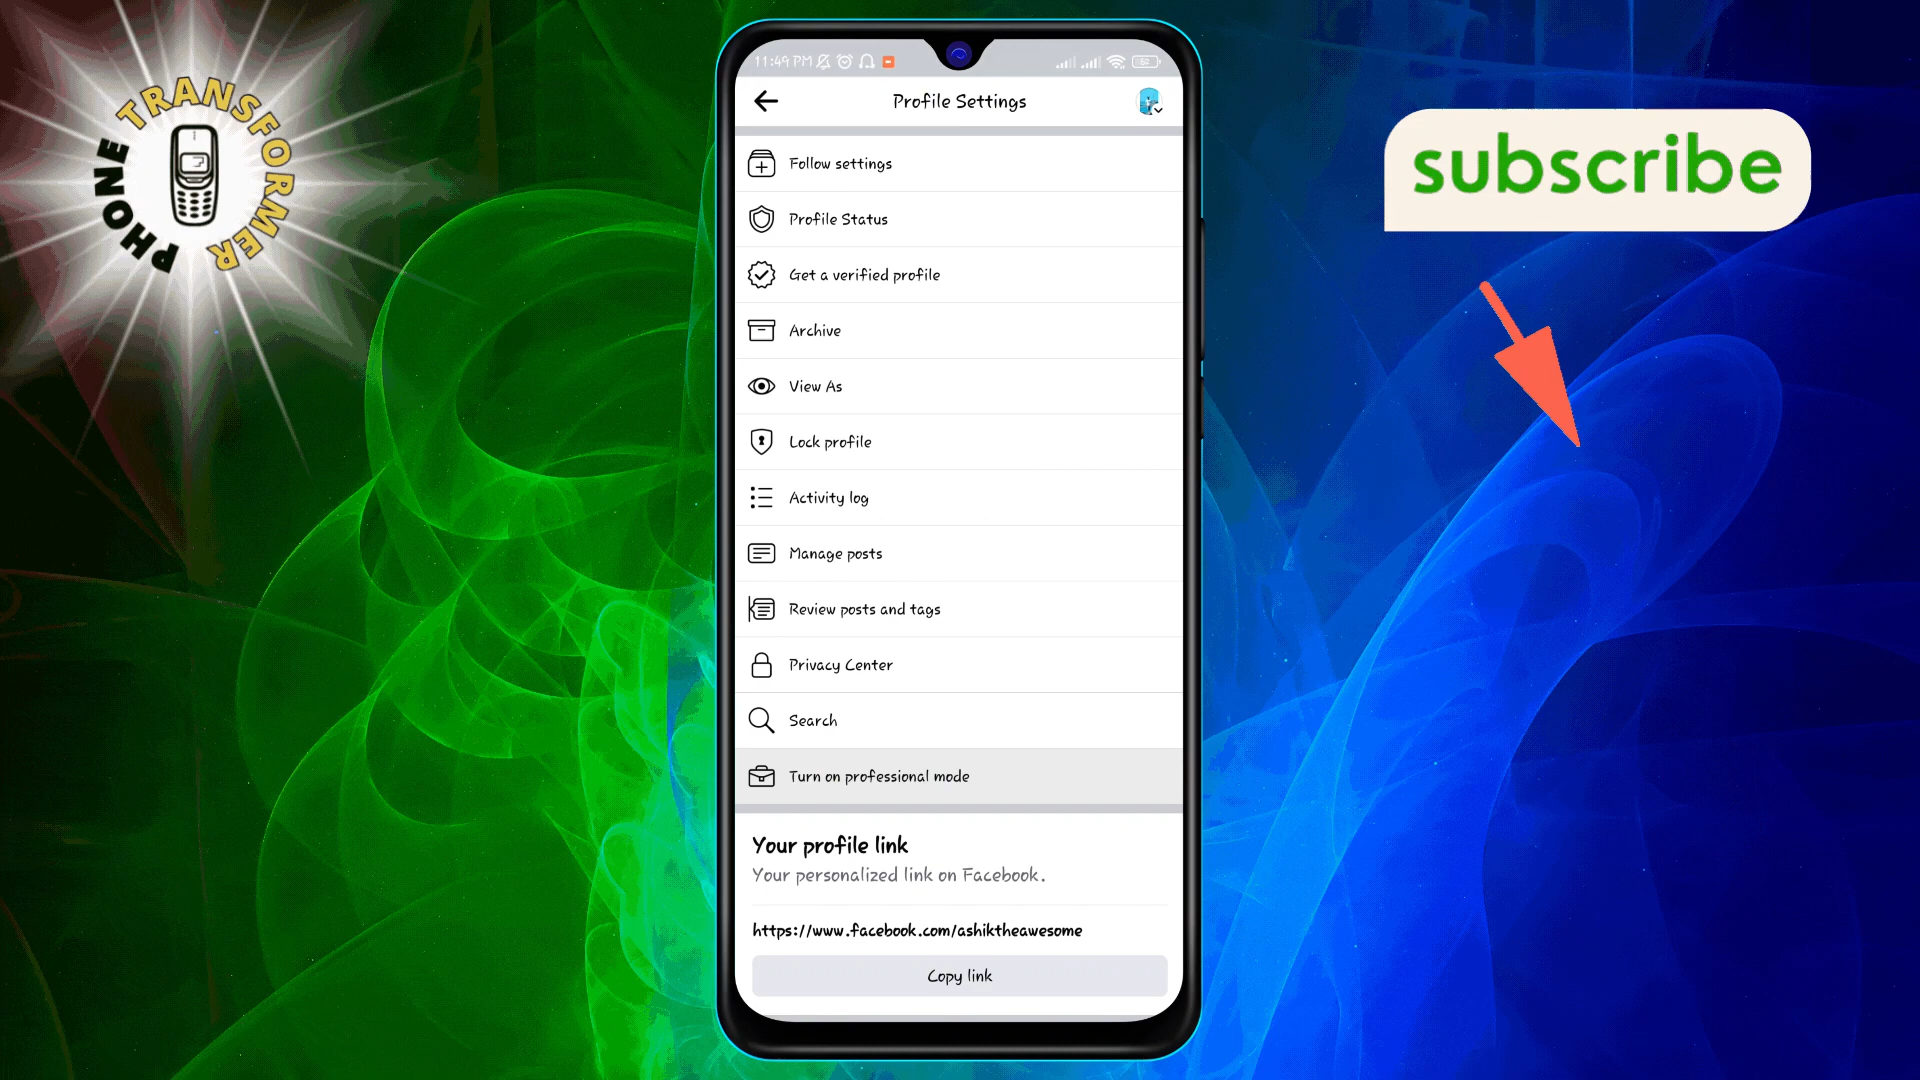 PHONE TRANSFORMER
subscribe
11:49 PM
52
Profile Settings
Follow settings
Profile Status
Get a verified profile
Archive
View As
Lock profile
Activity log
Manage posts
Review posts and tags
Privacy Center
Search
Turn on professional mode
Your profile link
Your personalized link on Facebook.
https://www.facebook.com/ashiktheawesome
Copy link